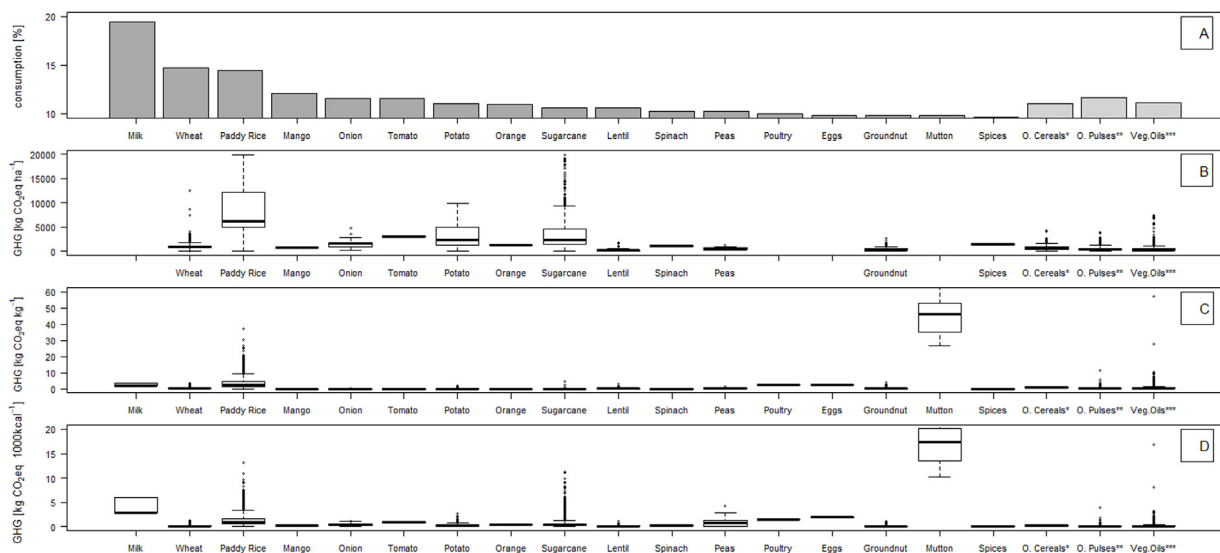 consumption [%]
20
15
10
A
Milk Wheat Paddy Rice Mango Onion Tomato Potato Orange Sugarcane Lentil Spinach Peas Poultry Eggs Groundnut Mutton Spices O. Cereals* O. Pulses** Veg.Oils***
GHG [kg CO₂eq ha⁻¹]
20000
15000
10000
5000
0
B
Wheat Paddy Rice Mango Onion Tomato Potato Orange Sugarcane Lentil Spinach Peas Groundnut Spices O. Cereals* O. Pulses** Veg.Oils***
GHG [kg CO₂eq kg⁻¹]
60
50
40
30
20
10
0
C
Milk Wheat Paddy Rice Mango Onion Tomato Potato Orange Sugarcane Lentil Spinach Peas Poultry Eggs Groundnut Mutton Spices O. Cereals* O. Pulses** Veg.Oils***
GHG [kg CO₂eq 1000kcal⁻¹]
20
15
10
5
0
D
Milk Wheat Paddy Rice Mango Onion Tomato Potato Orange Sugarcane Lentil Spinach Peas Poultry Eggs Groundnut Mutton Spices O. Cereals* O. Pulses** Veg.Oils***